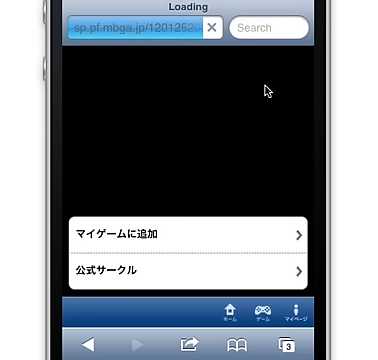 Loading
sp.pf.mbga.jp/1201252
Search
マイゲームに追加
公式サークル
ホーム
ゲーム
マイページ
3